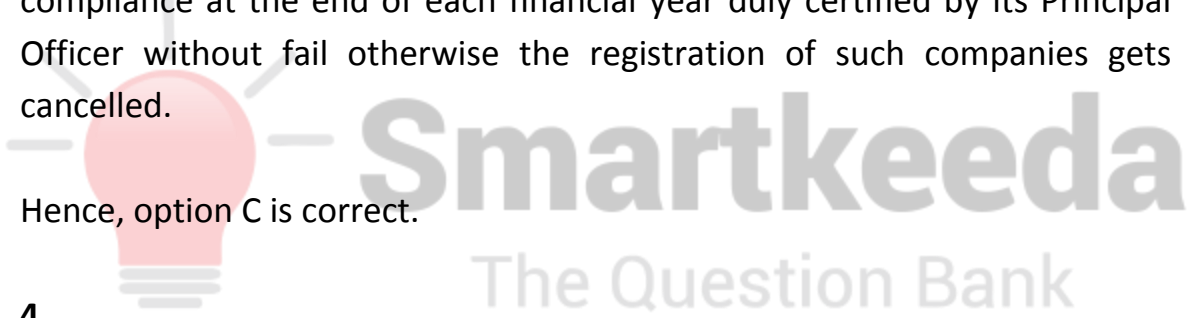 compliance at the end of each financial year duly certified by its Principal
Officer without fail otherwise the registration of such companies gets
cancelled.
Smartkeeda
Hence, option C is correct.
The Question Bank
4